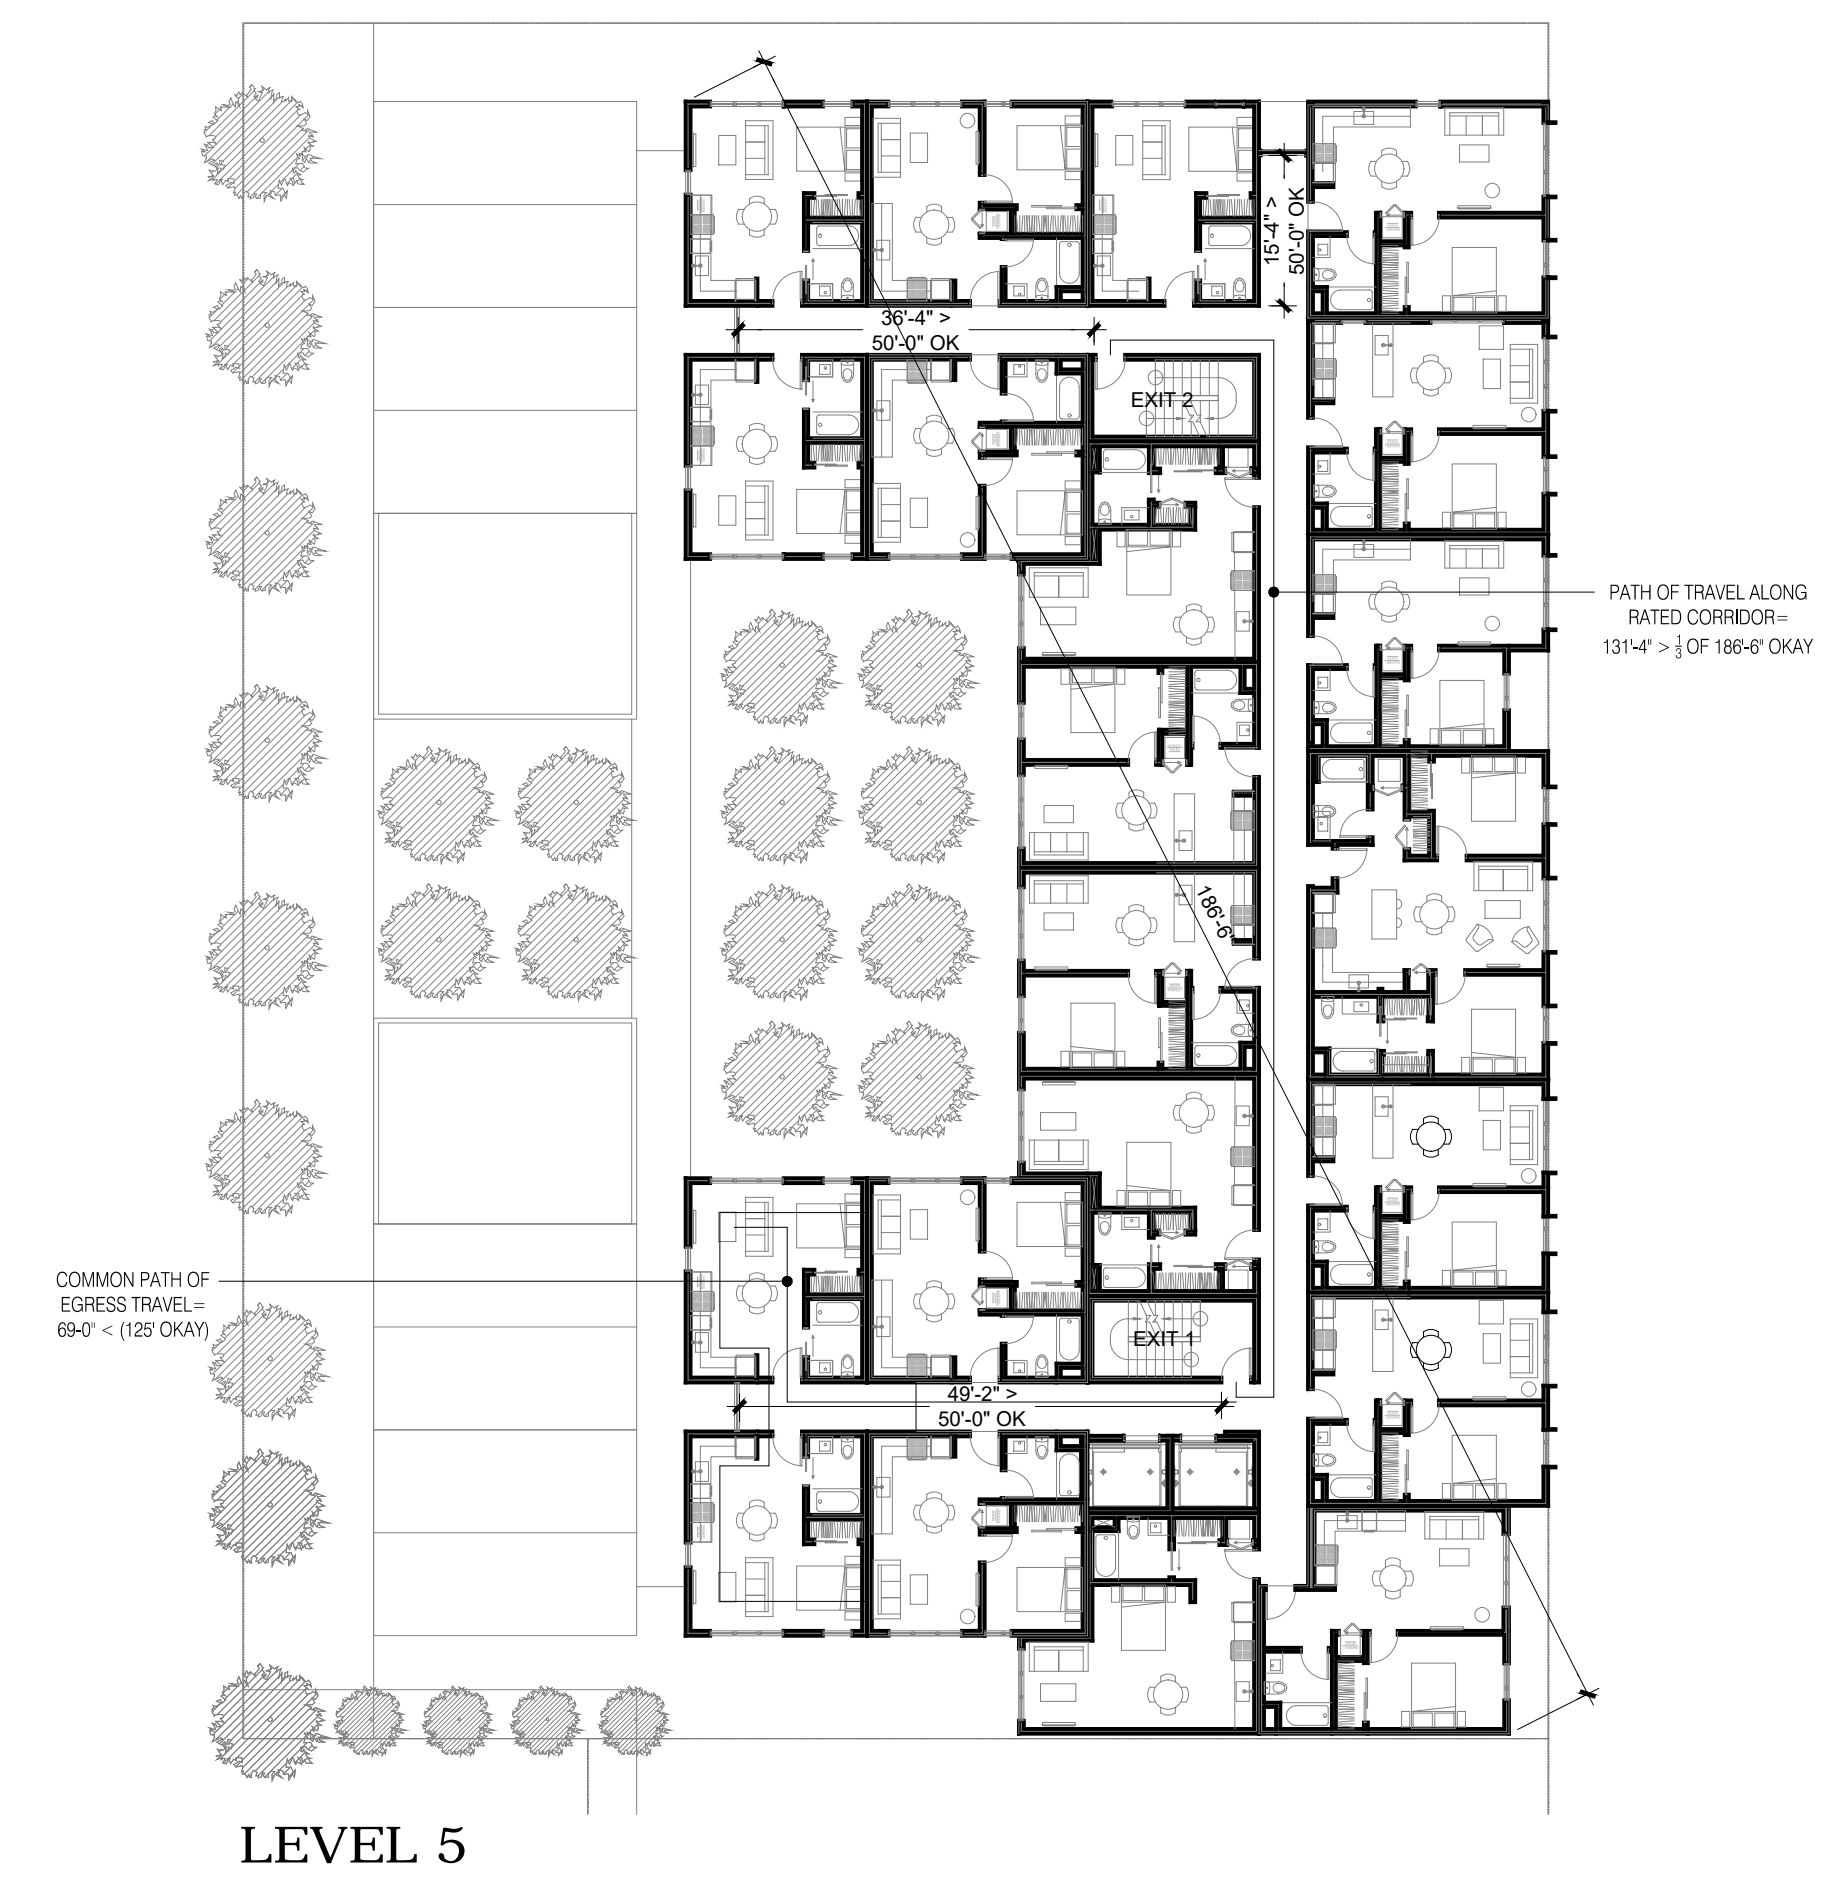 15'-4" >
50'-0" OK
36'-4" >
50'-0" OK
EXIT 2
PATH OF TRAVEL ALONG
RATED CORRIDOR=
131'-4" > 1/3 OF 186'-6" OKAY
186'-6"
COMMON PATH OF
EGRESS TRAVEL=
69-0" < (125' OKAY)
EXIT 1
49'-2" >
50'-0" OK
LEVEL 5